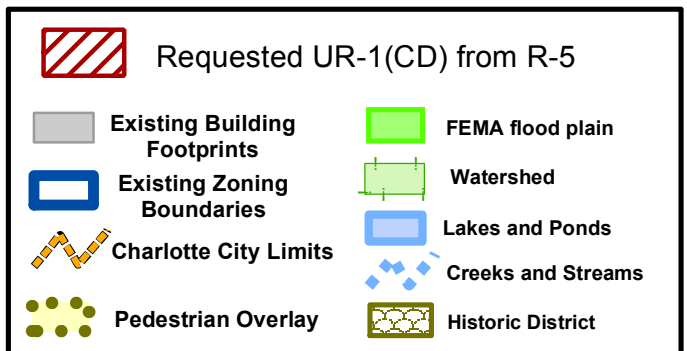 Requested UR-1(CD) from R-5
Existing Building
Footprints
Existing Zoning
Boundaries
Charlotte City Limits
Pedestrian Overlay
FEMA flood plain
Watershed
Lakes and Ponds
Creeks and Streams
Historic District